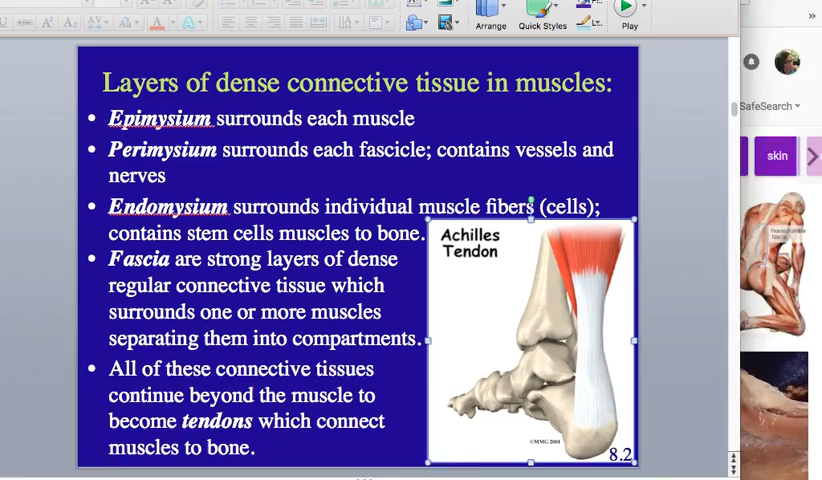 ABC
A²
A₂
Aa
Arrange
Quick Styles
Play
Layers of dense connective tissue in muscles:
• Epimysium surrounds each muscle
• Perimysium surrounds each fascicle; contains vessels and
nerves
• Endomysium surrounds individual muscle fibers (cells);
contains stem cells muscles to bone.
• Fascia are strong layers of dense
regular connective tissue which
surrounds one or more muscles
separating them into compartments.
• All of these connective tissues
continue beyond the muscle to
become tendons which connect
muscles to bone.
Achilles
Tendon
©MMG 2001
8.2
SafeSearch
skin